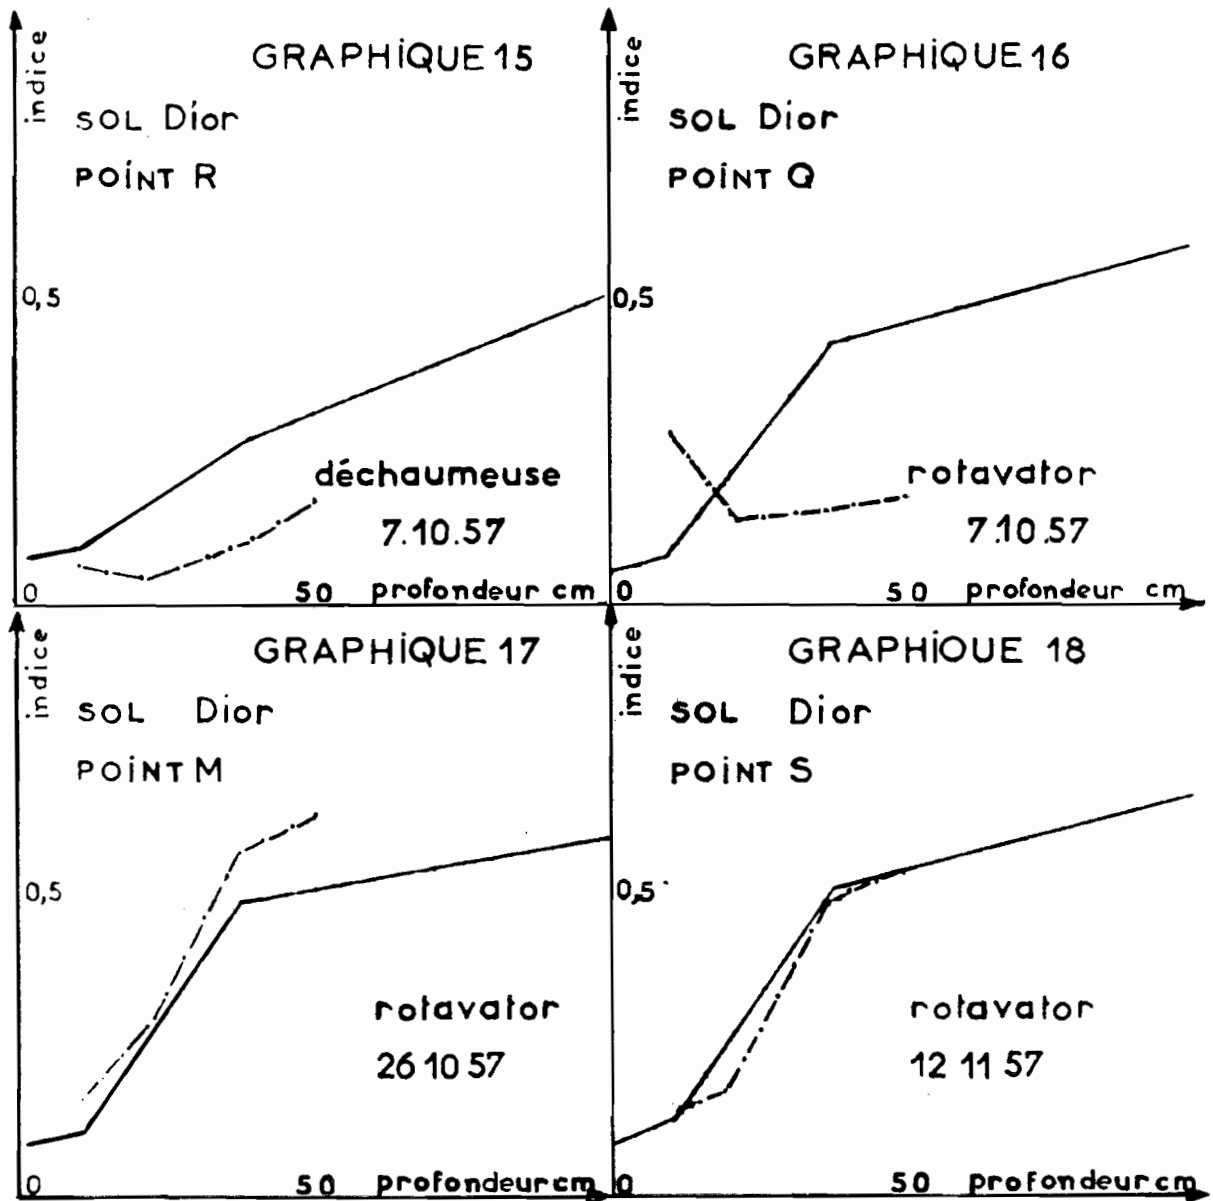 GRAPHiQUE 15
indice
SOL Dior
POiNT R
0,5
déchaumeuse
7.10.57
0
50 profondeur cm
GRAPHiQUE 16
indice
SOL Dior
POiNT Q
0,5
rotavator
7.10.57
0
50 profondeur cm
GRAPHiQUE 17
indice
SOL Dior
POiNT M
0,5
rotavator
26 10 57
0
50 profondeur cm
GRAPHiOUE 18
indice
SOL Dior
POiNT S
0,5
rotavator
12 11 57
0
50 profondeur cm